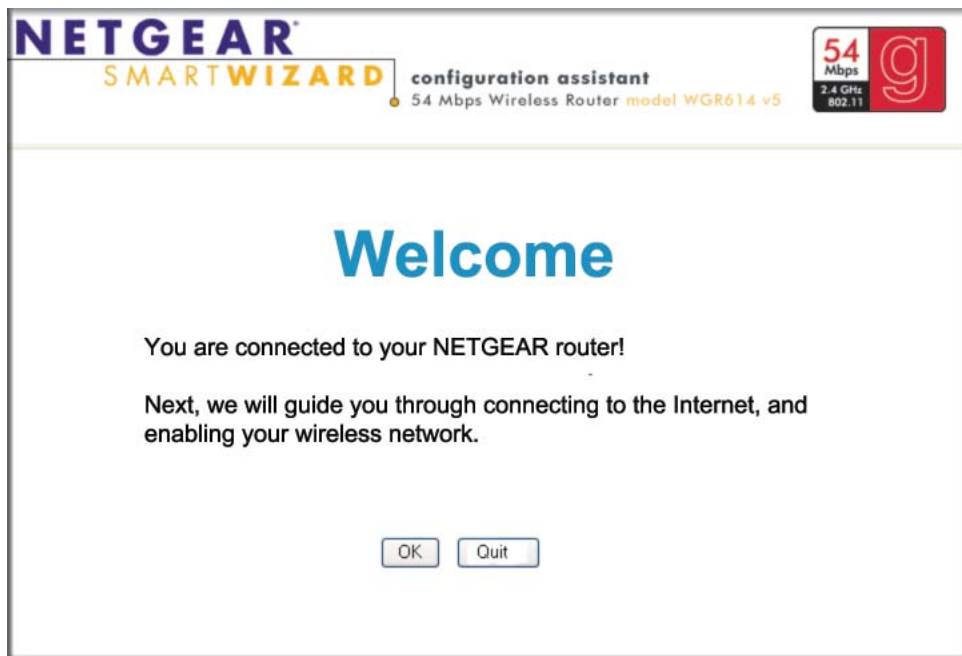 NETGEAR
SMARTWIZARD
configuration assistant
54 Mbps Wireless Router model WGR614 v5
54
Mbps
2.4 GHz
802.11
g
Welcome
You are connected to your NETGEAR router!
Next, we will guide you through connecting to the Internet, and
enabling your wireless network.
OK
Quit